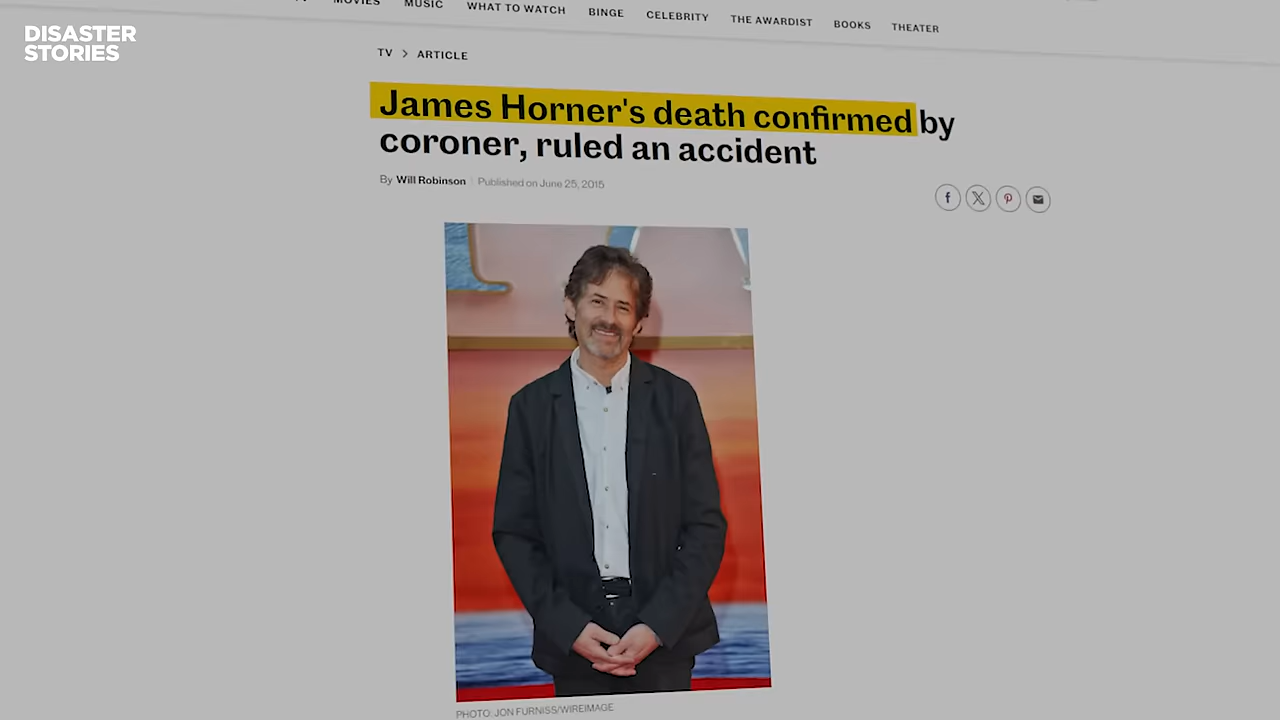 DISASTER
STORIES
MOVIES MUSIC WHAT TO WATCH BINGE CELEBRITY THE AWARDIST BOOKS THEATER
TV > ARTICLE
James Horner's death confirmed by
coroner, ruled an accident
By Will Robinson | Published on June 25, 2015
PHOTO: JON FURNISS/WIREIMAGE